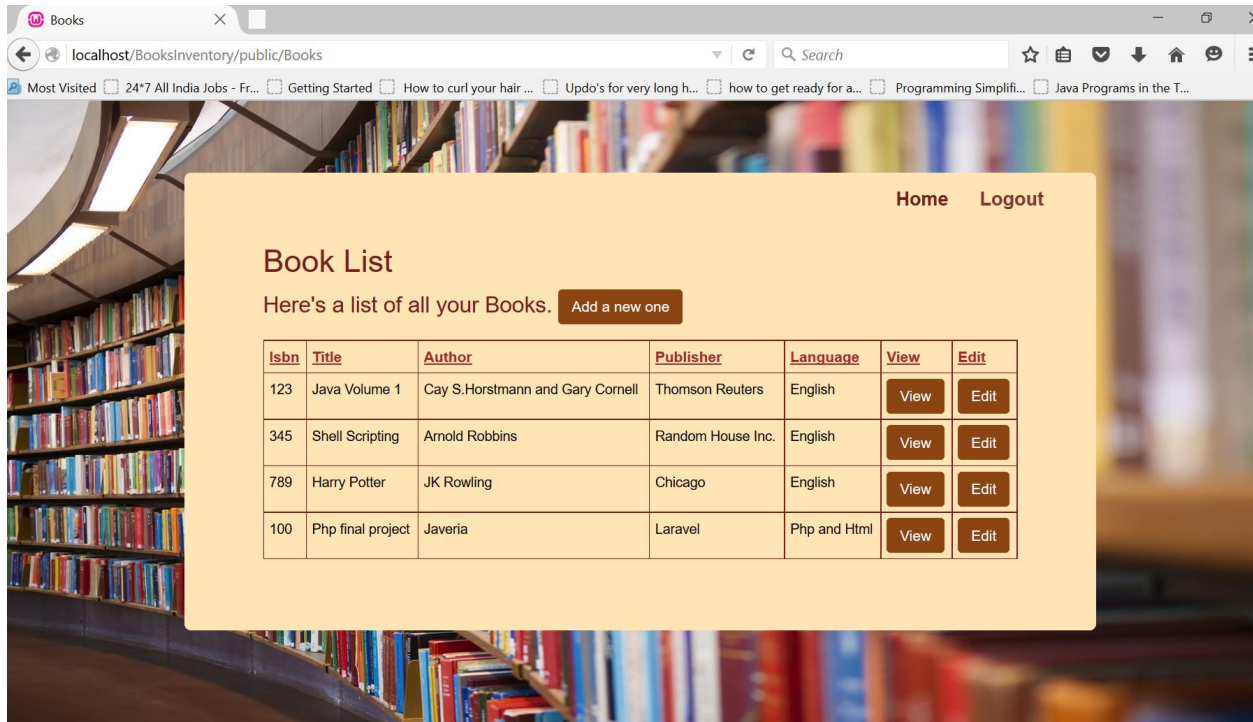 Books
localhost/BooksInventory/public/Books
Search
Most Visited 24*7 All India Jobs - Fr... Getting Started How to curl your hair ... Updo's for very long h... how to get ready for a... Programming Simplifi... Java Programs in the T...
Home Logout
Book List
Here's a list of all your Books. Add a new one
Isbn Title Author Publisher Language View Edit
123 Java Volume 1 Cay S.Horstmann and Gary Cornell Thomson Reuters English View Edit
345 Shell Scripting Arnold Robbins Random House Inc. English View Edit
789 Harry Potter JK Rowling Chicago English View Edit
100 Php final project Javeria Laravel Php and Html View Edit